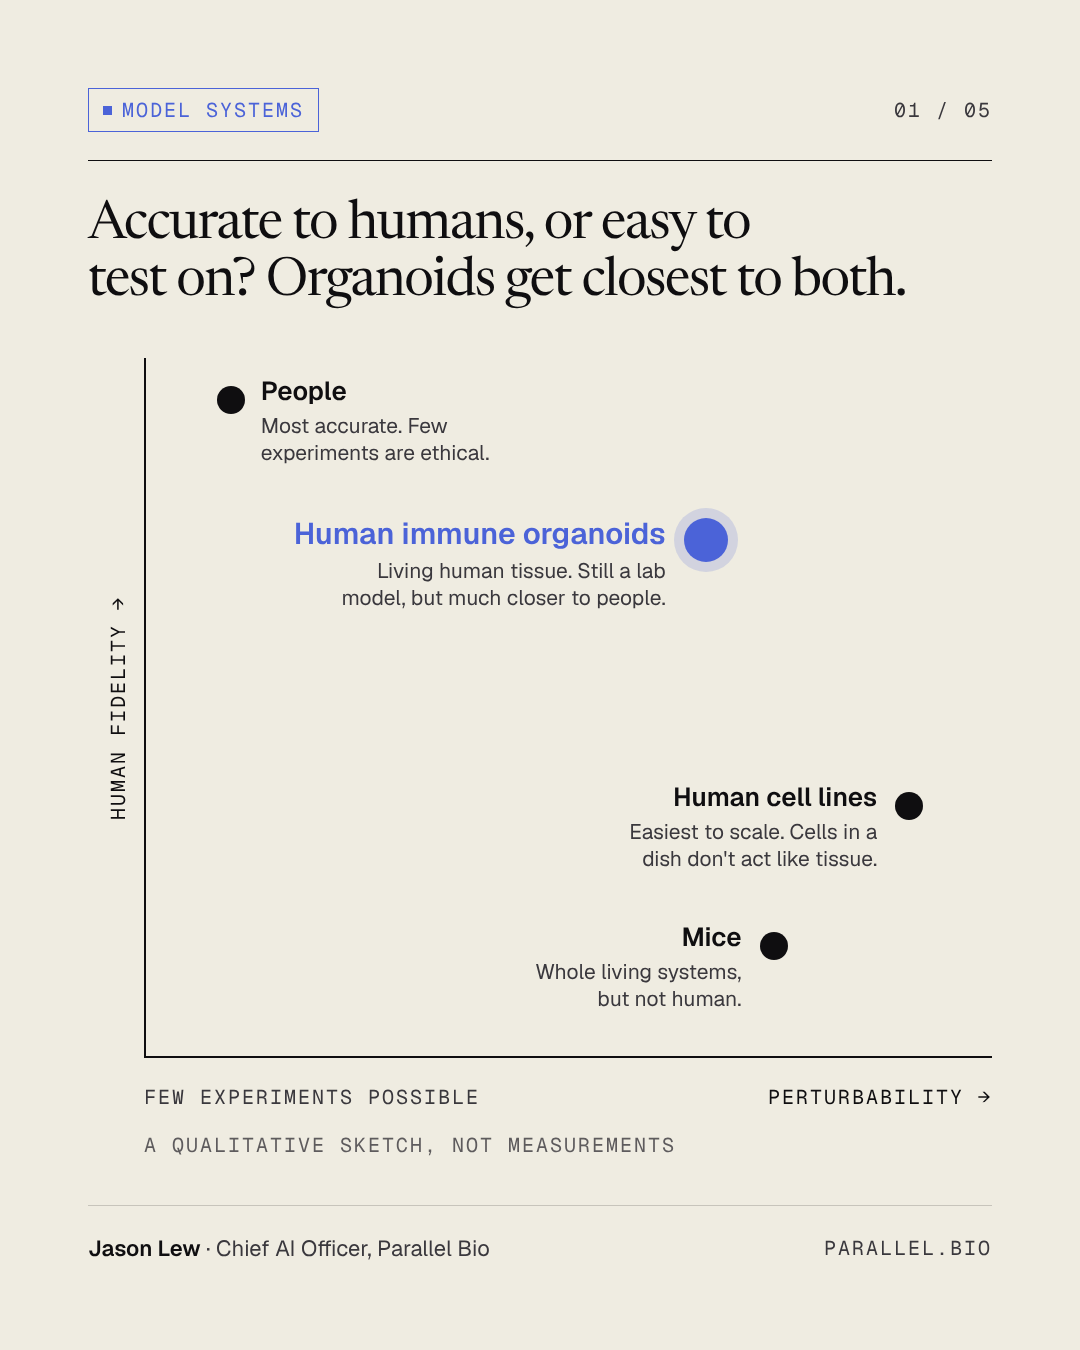 MODEL SYSTEMS
01 / 05
Accurate to humans, or easy to
test on? Organoids get closest to both.
People
Most accurate. Few
experiments are ethical.
Human immune organoids
Living human tissue. Still a lab
model, but much closer to people.
HUMAN FIDELITY →
Human cell lines
Easiest to scale. Cells in a
dish don't act like tissue.
Mice
Whole living systems,
but not human.
FEW EXPERIMENTS POSSIBLE
PERTURBABILITY →
A QUALITATIVE SKETCH, NOT MEASUREMENTS
Jason Lew · Chief AI Officer, Parallel Bio
PARALLEL.BIO